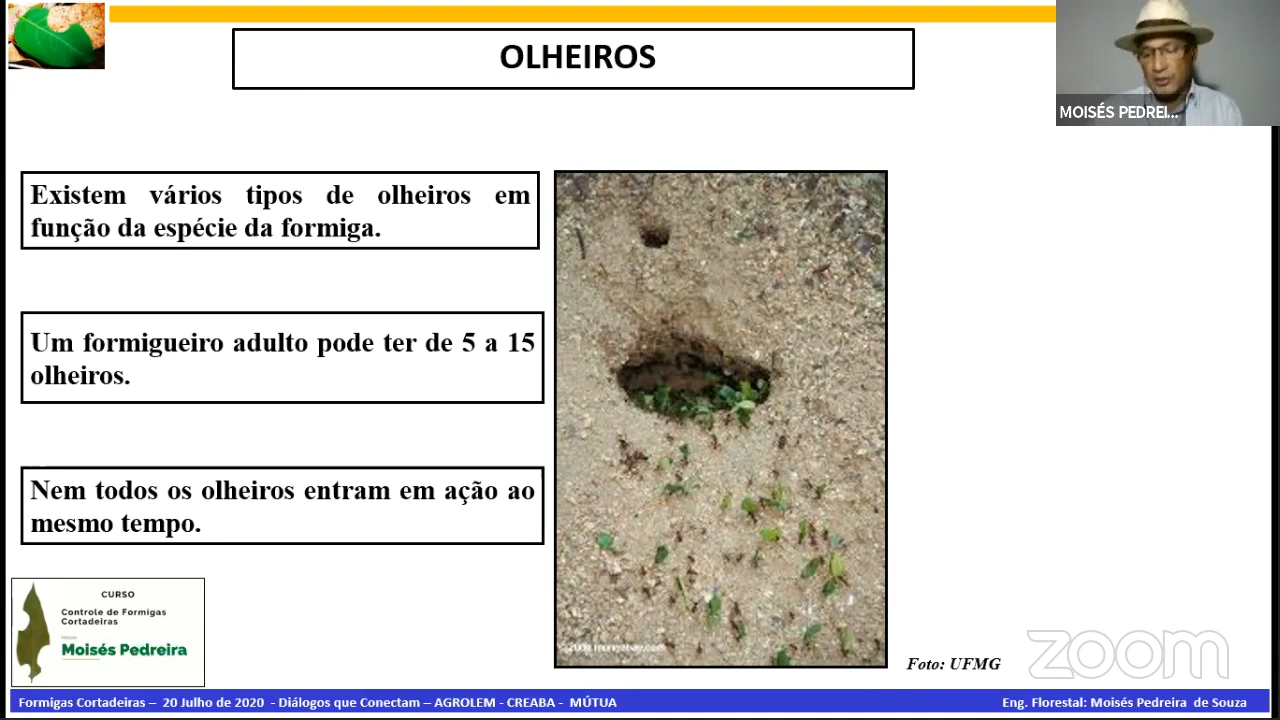 OLHEIROS
MOISÉS PEDREI...
Existem vários tipos de olheiros em
função da espécie da formiga.
Um formigueiro adulto pode ter de 5 a 15
olheiros.
Nem todos os olheiros entram em ação ao
mesmo tempo.
CURSO
Controle de Formigas
Cortadeiras
Moisés Pedreira
Foto: UFMG
zoom
Formigas Cortadeiras – 20 Julho de 2020 - Diálogos que Conectam – AGROLEM - CREABA - MÚTUA
Eng. Florestal: Moisés Pedreira de Souza